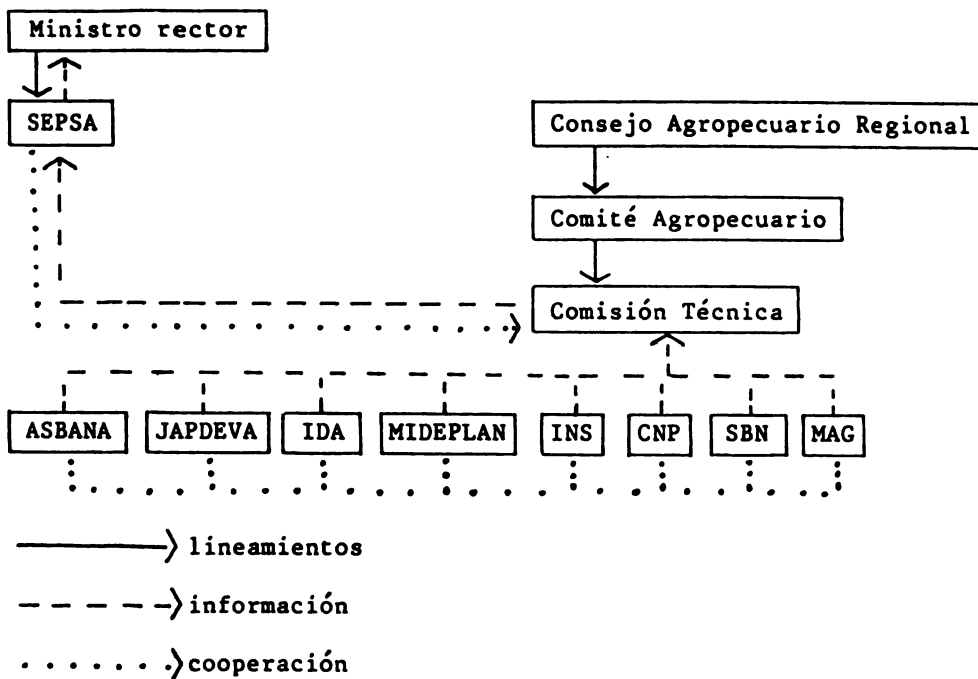 Ministro rector
SEPSA
Consejo Agropecuario Regional
Comité Agropecuario
Comisión Técnica
ASBANA JAPDEVA IDA MIDEPLAN INS CNP SBN MAG
lineamientos
información
cooperación